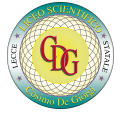 LICEO SCIENTIFICO
STATALE
LECCE
CDG
Cosimo De Giorgi